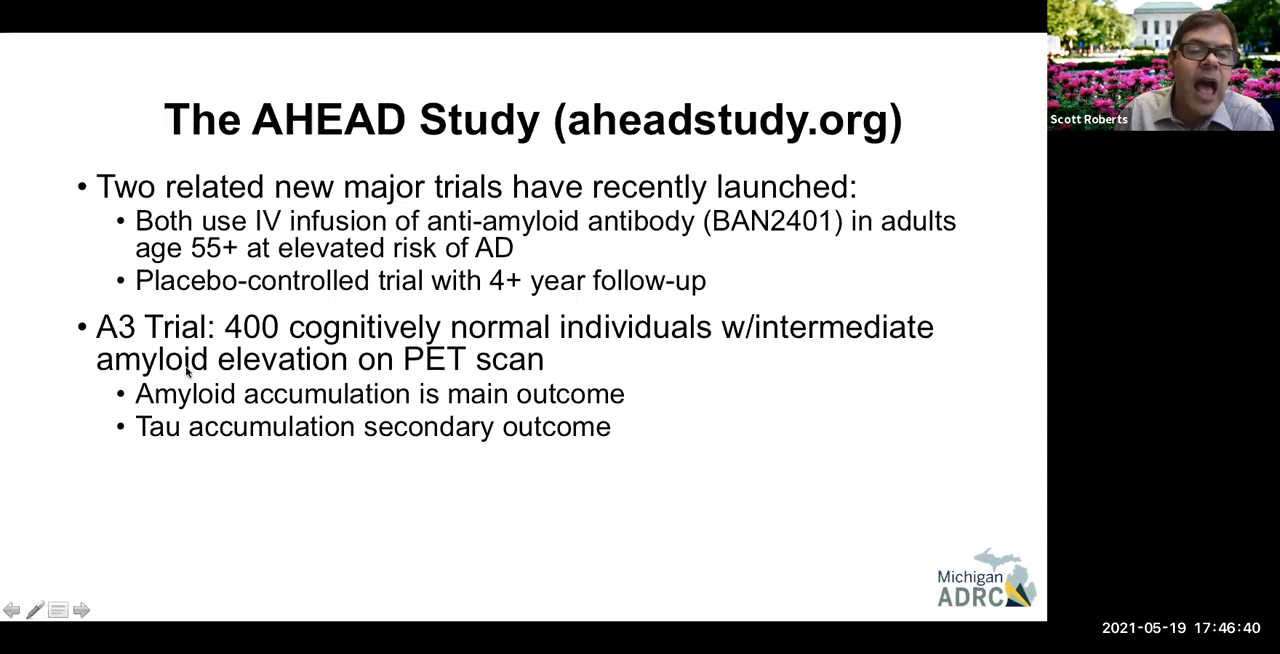 The AHEAD Study (aheadstudy.org)
• Two related new major trials have recently launched:
• Both use IV infusion of anti-amyloid antibody (BAN2401) in adults
age 55+ at elevated risk of AD
• Placebo-controlled trial with 4+ year follow-up
• A3 Trial: 400 cognitively normal individuals w/intermediate
amyloid elevation on PET scan
• Amyloid accumulation is main outcome
• Tau accumulation secondary outcome
Michigan
ADRC
Scott Roberts
2021-05-19 17:46:40